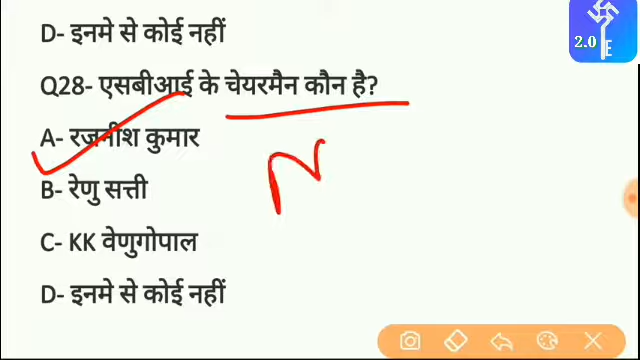 D- इनमे से कोई नहीं
2.0 E
Q28- एसबीआई के चेयरमैन कौन है?
A- रजनीश कुमार
B- रेणु सत्ती
C- KK वेणुगोपाल
D- इनमे से कोई नहीं